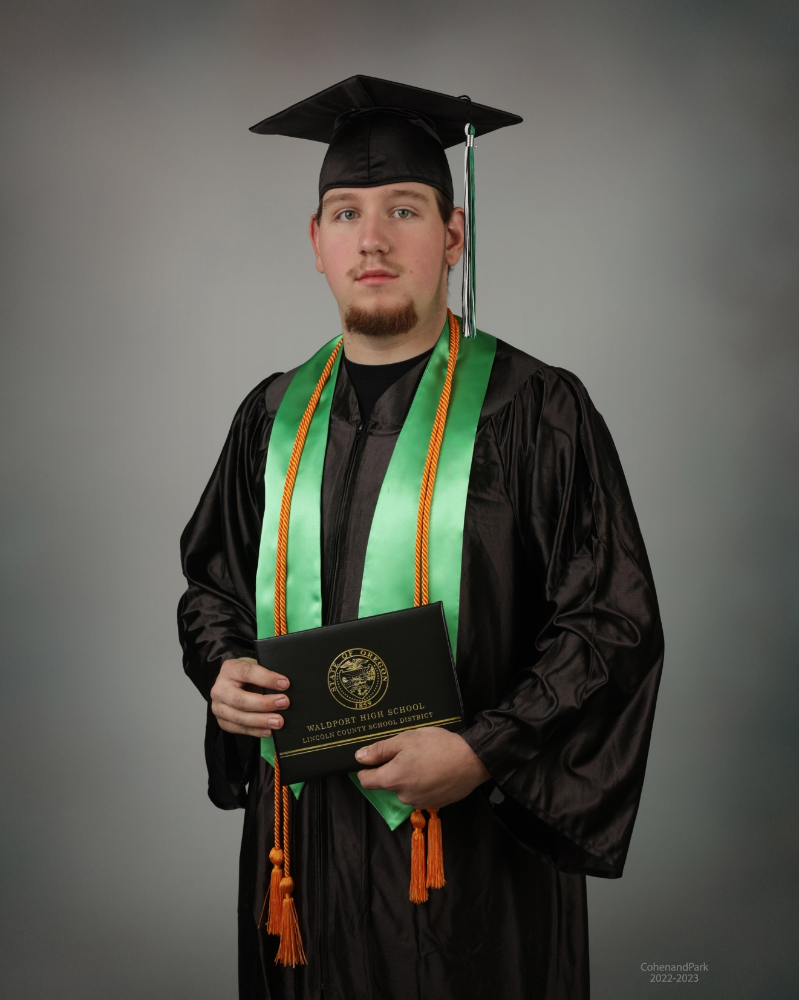 STATE OF OREGON
1859
WALDPORT HIGH SCHOOL
LINCOLN COUNTY SCHOOL DISTRICT
CohenandPark
2022-2023